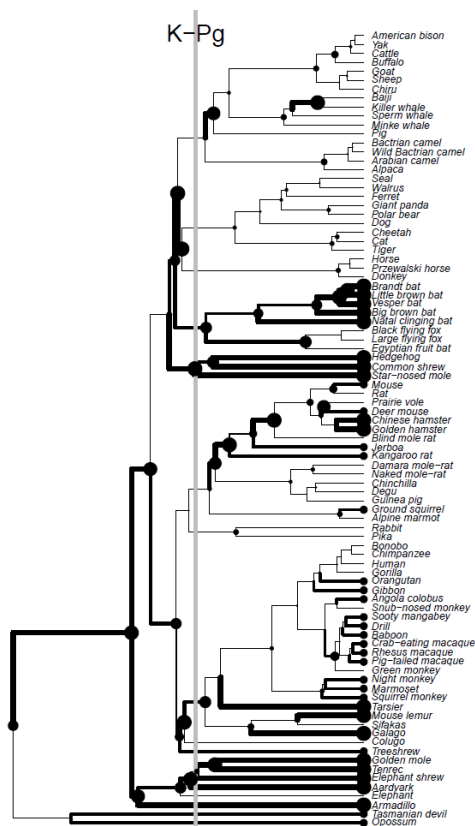 K−Pg
American bison
Yak
Cattle
Buffalo
Goat
Sheep
Chiru
Baiji
Killer whale
Sperm whale
Minke whale
Pig
Bactrian camel
Wild Bactrian camel
Arabian camel
Alpaca
Seal
Walrus
Ferret
Giant panda
Polar bear
Dog
Cheetah
Cat
Tiger
Horse
Przewalski horse
Donkey
Brandt bat
Little brown bat
Vesper bat
Big brown bat
Natal clinging bat
Black flying fox
Large flying fox
Egyptian fruit bat
Hedgehog
Common shrew
Star−nosed mole
Mouse
Rat
Prairie vole
Deer mouse
Chinese hamster
Golden hamster
Blind mole rat
Jerboa
Kangaroo rat
Damara mole−rat
Naked mole−rat
Chinchilla
Degu
Guinea pig
Ground squirrel
Alpine marmot
Rabbit
Pika
Bonobo
Chimpanzee
Human
Gorilla
Orangutan
Gibbon
Angola colobus
Snub−nosed monkey
Sooty mangabey
Drill
Baboon
Crab−eating macaque
Rhesus macaque
Pig−tailed macaque
Green monkey
Night monkey
Marmoset
Squirrel monkey
Tarsier
Mouse lemur
Sifakas
Galago
Colugo
Treeshrew
Golden mole
Tenrec
Elephant shrew
Aardvark
Elephant
Armadillo
Tasmanian devil
Opossum